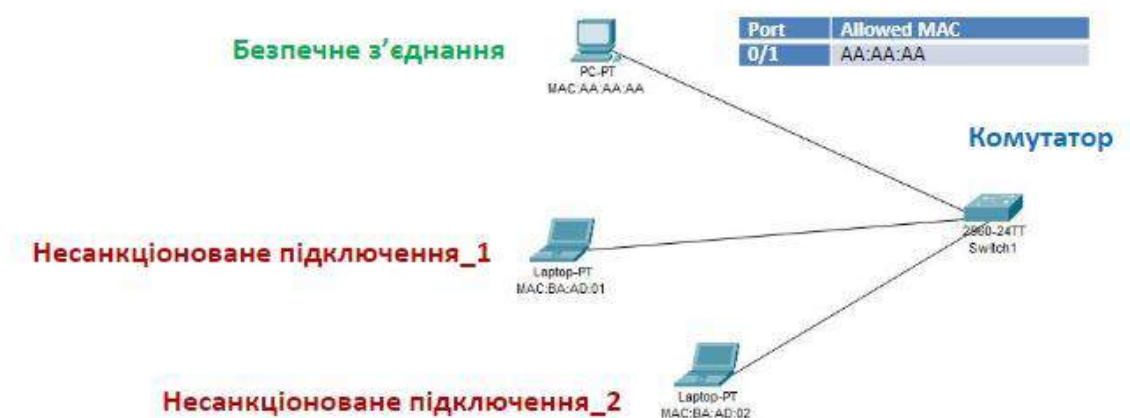 Port Allowed MAC
0/1 AA:AA:AA
Безпечне з’єднання
PC-PT
MAC:AA:AA:AA
Комутатор
2960-24TT
Switch1
Несанкціоноване підключення_1
Laptop-PT
MAC:BA:AD:01
Несанкціоноване підключення_2
Laptop-PT
MAC:BA:AD:02